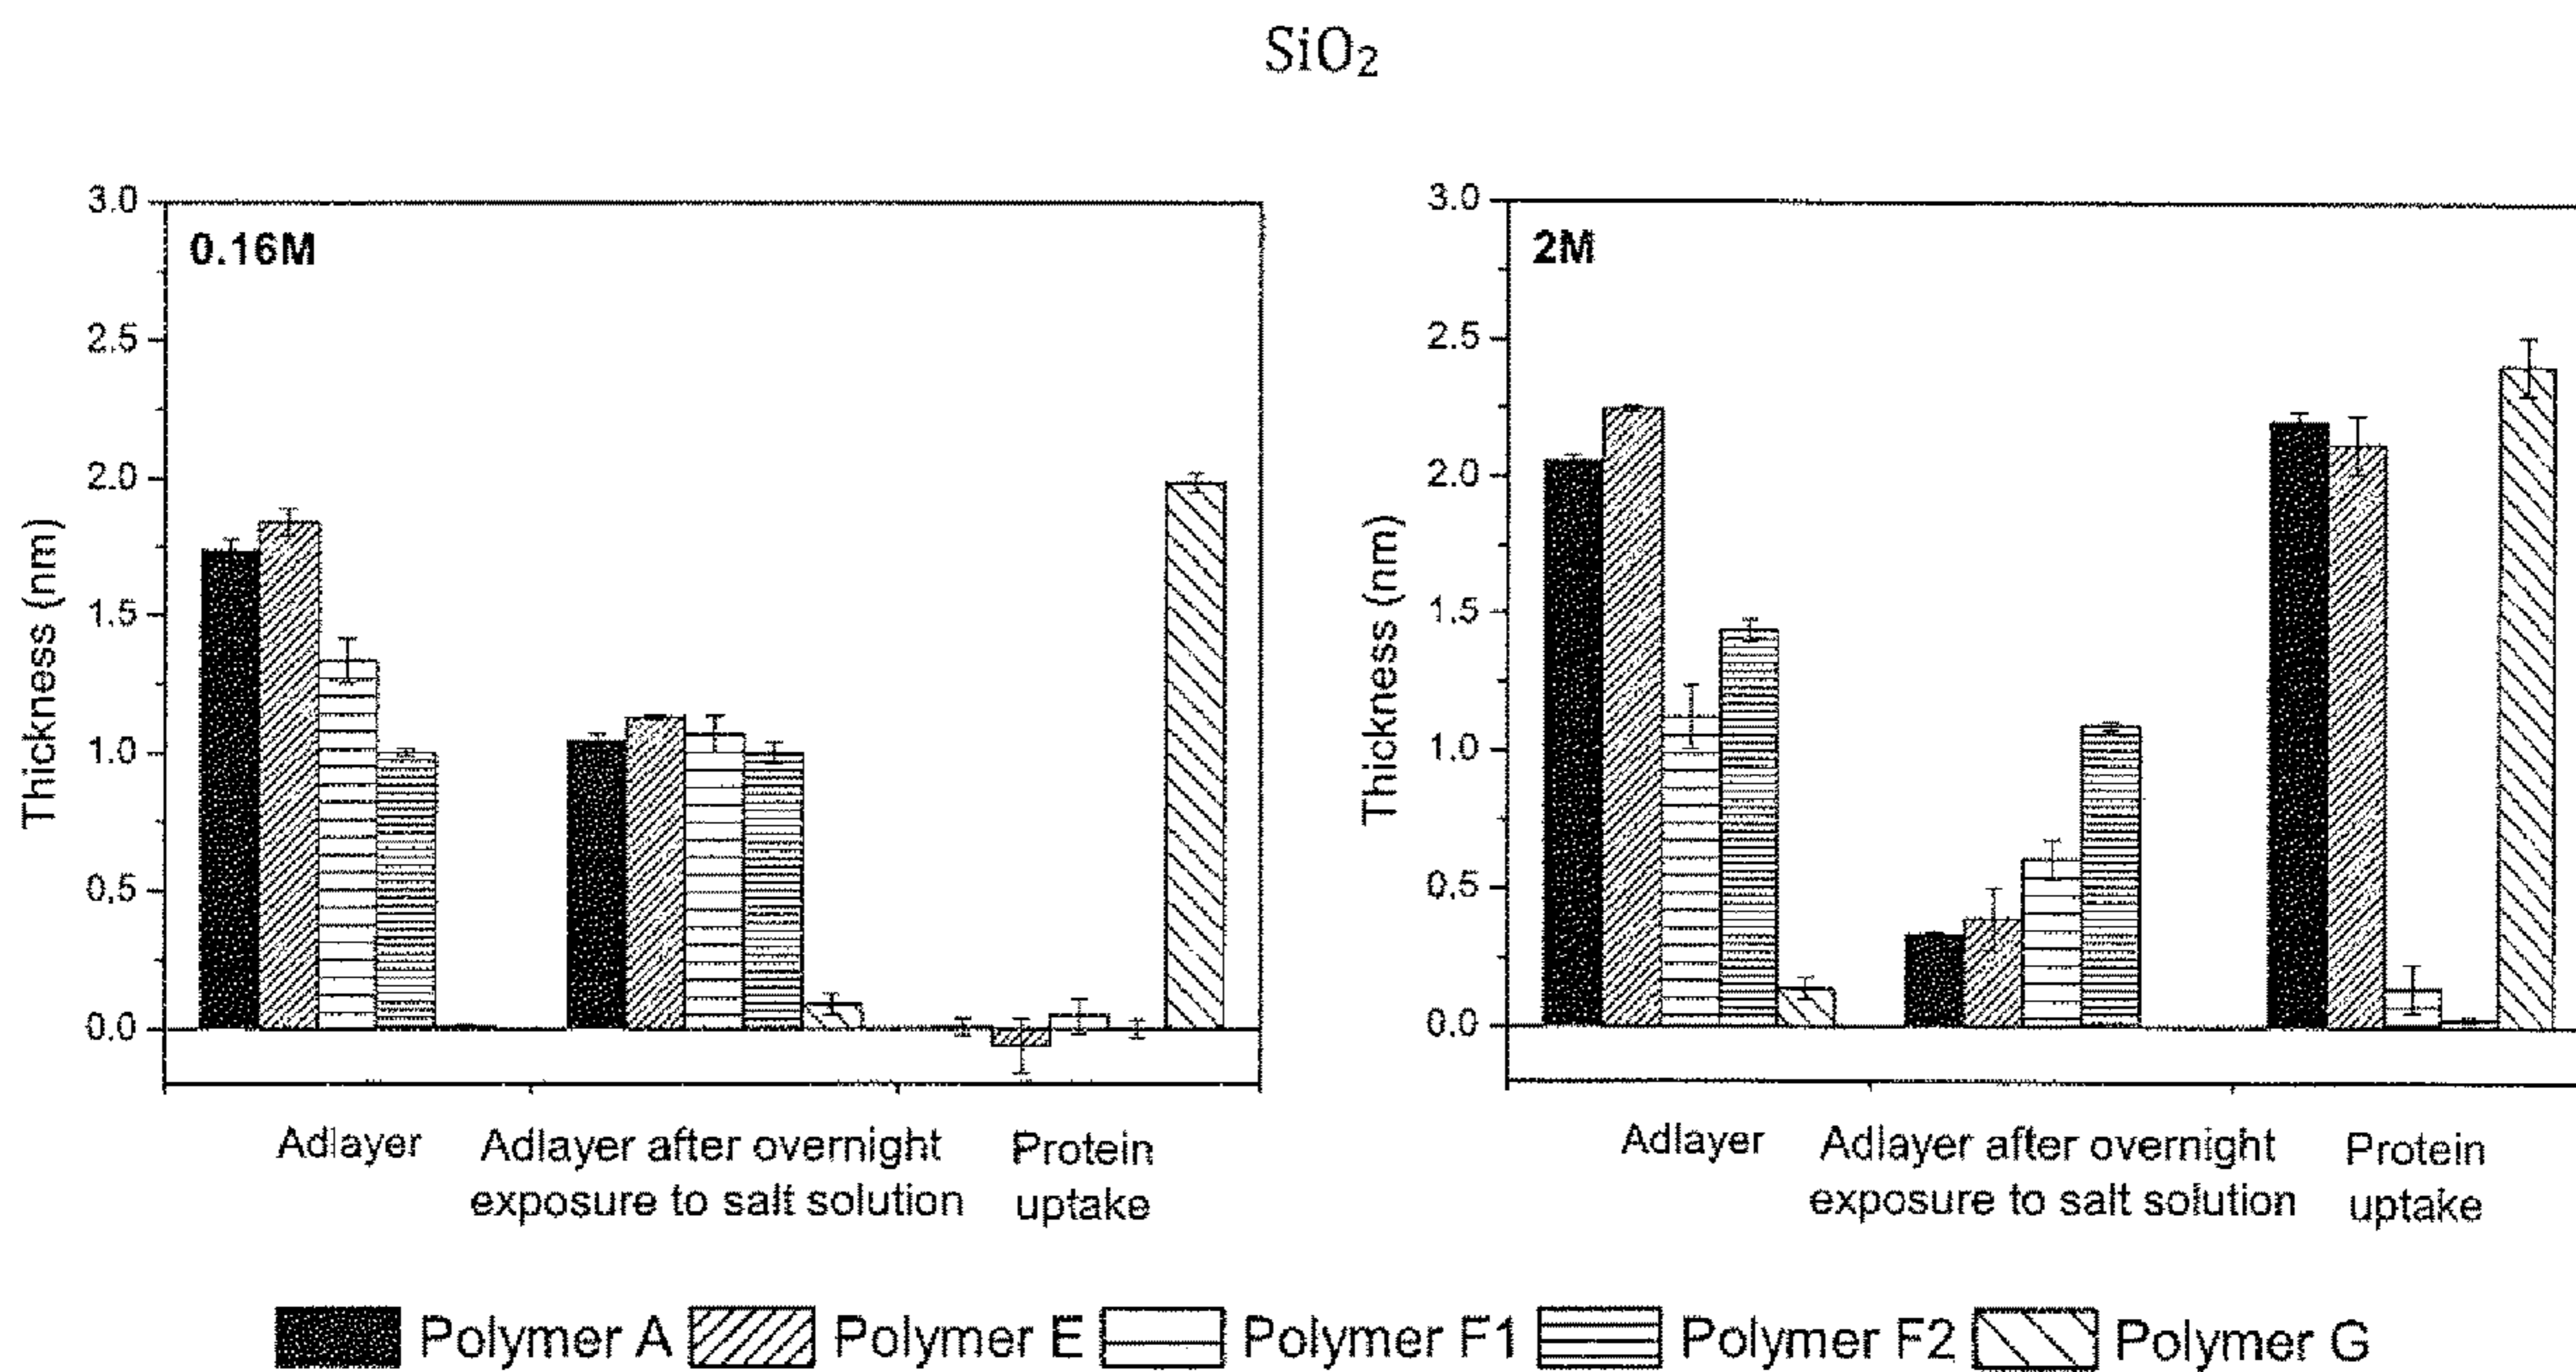 SiO₂
0.16M
Thickness (nm)
3.0
2.5
2.0
1.5
1.0
0.5
0.0
Adlayer
Adlayer after overnight
exposure to salt solution
Protein
uptake
2M
Thickness (nm)
3.0
2.5
2.0
1.5
1.0
0.5
0.0
Adlayer
Adlayer after overnight
exposure to salt solution
Protein
uptake
Polymer A Polymer E Polymer F1 Polymer F2 Polymer G